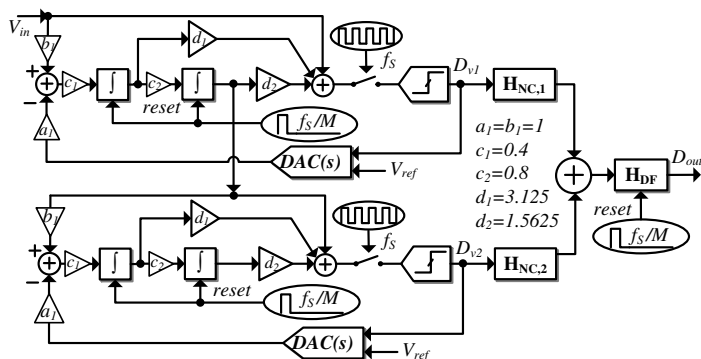 V_in
b_1
+
−
c_1
∫
c_2
∫
d_1
d_2
+
f_S
D_v1
H_NC,1
reset
f_S/M
a_1
DAC(s)
V_ref
a_1=b_1=1
c_1=0.4
c_2=0.8
d_1=3.125
d_2=1.5625
+
H_DF
D_out
reset
f_S/M
b_1
+
−
c_1
∫
c_2
∫
d_1
d_2
+
f_S
D_v2
H_NC,2
reset
f_S/M
a_1
DAC(s)
V_ref